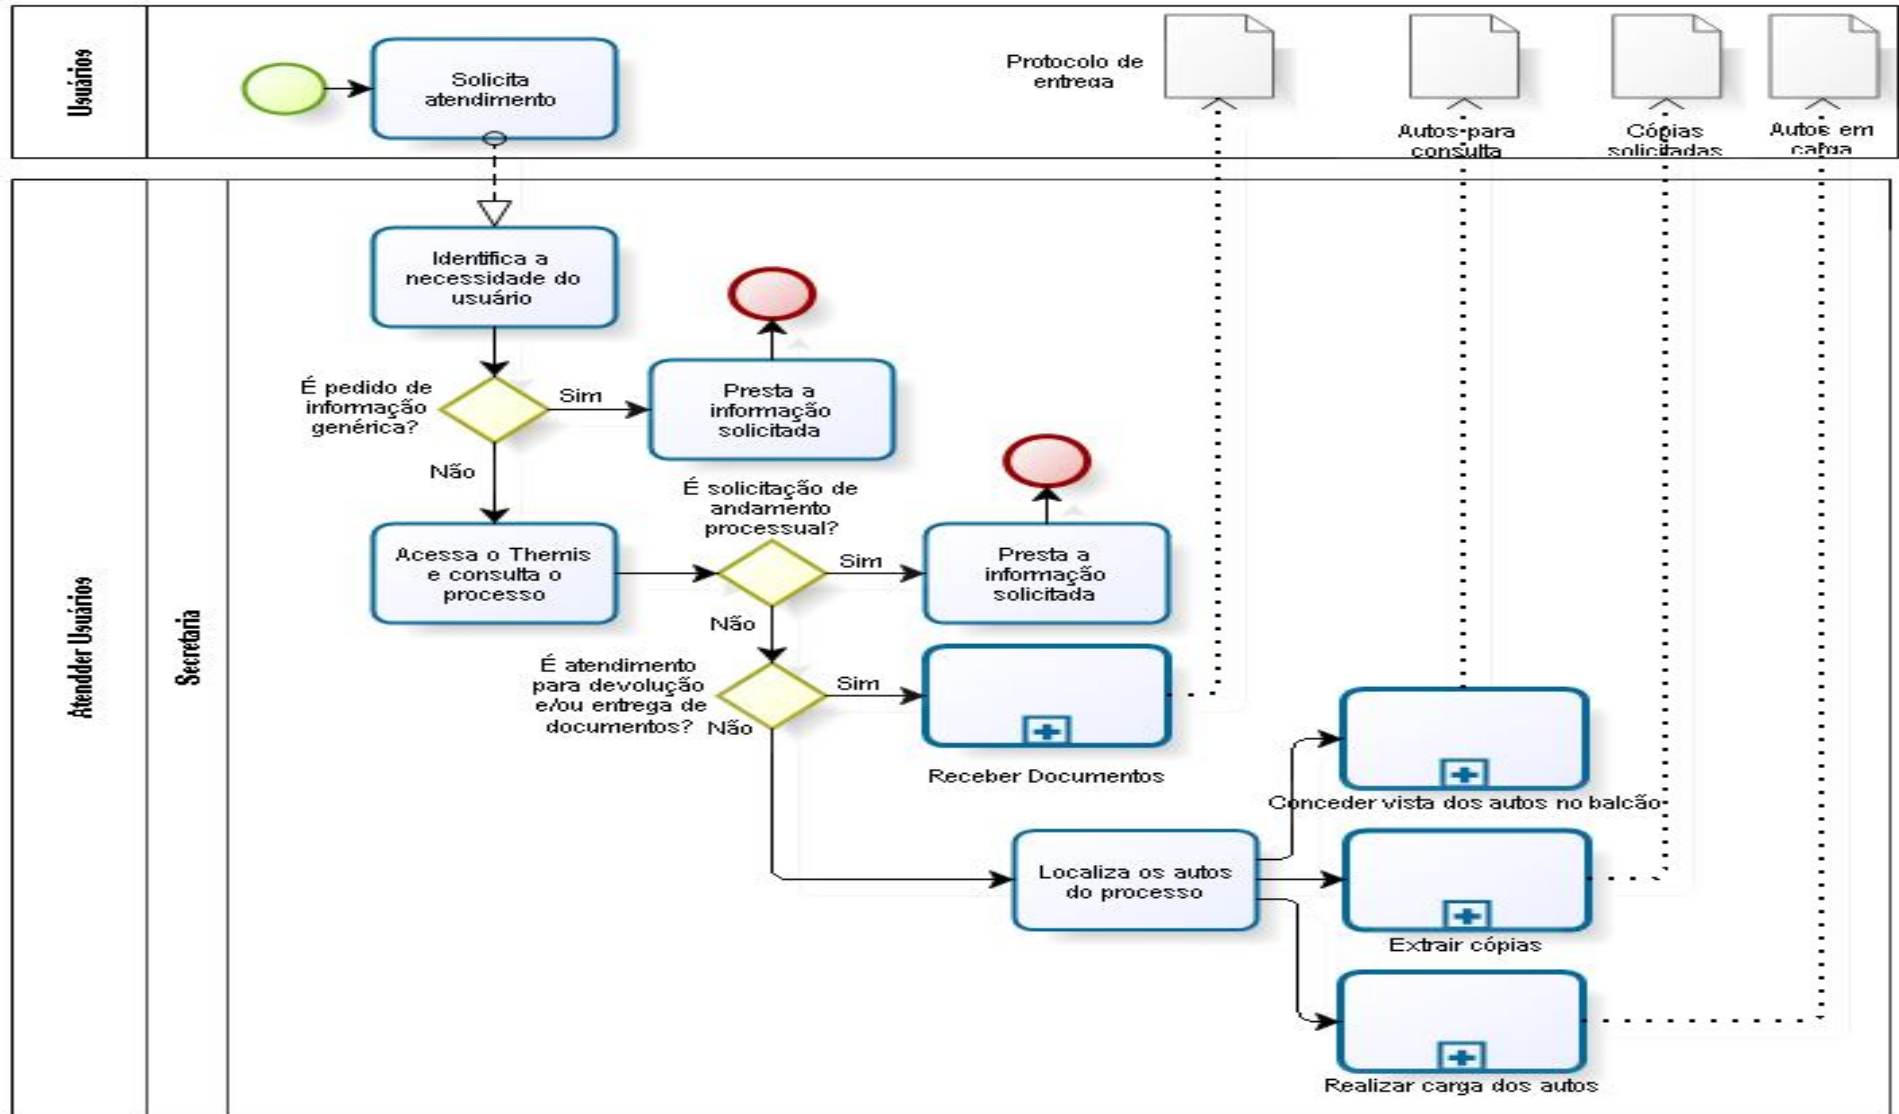 Usuários
Solicita
atendimento
Protocolo de
entrega
Autos para
consulta
Cópias
solicitadas
Autos em
carga
Atender Usuários
Secretaria
Identifica a
necessidade do
usuário
É pedido de
informação
genérica?
Sim
Presta a
informação
solicitada
Não
É solicitação de
andamento
processual?
Acessa o Themis
e consulta o
processo
Sim
Presta a
informação
solicitada
Não
É atendimento
para devolução
e/ou entrega de
documentos?
Sim
Não
Receber Documentos
Conceder vista dos autos no balcão
Localiza os autos
do processo
Extrair cópias
Realizar carga dos autos